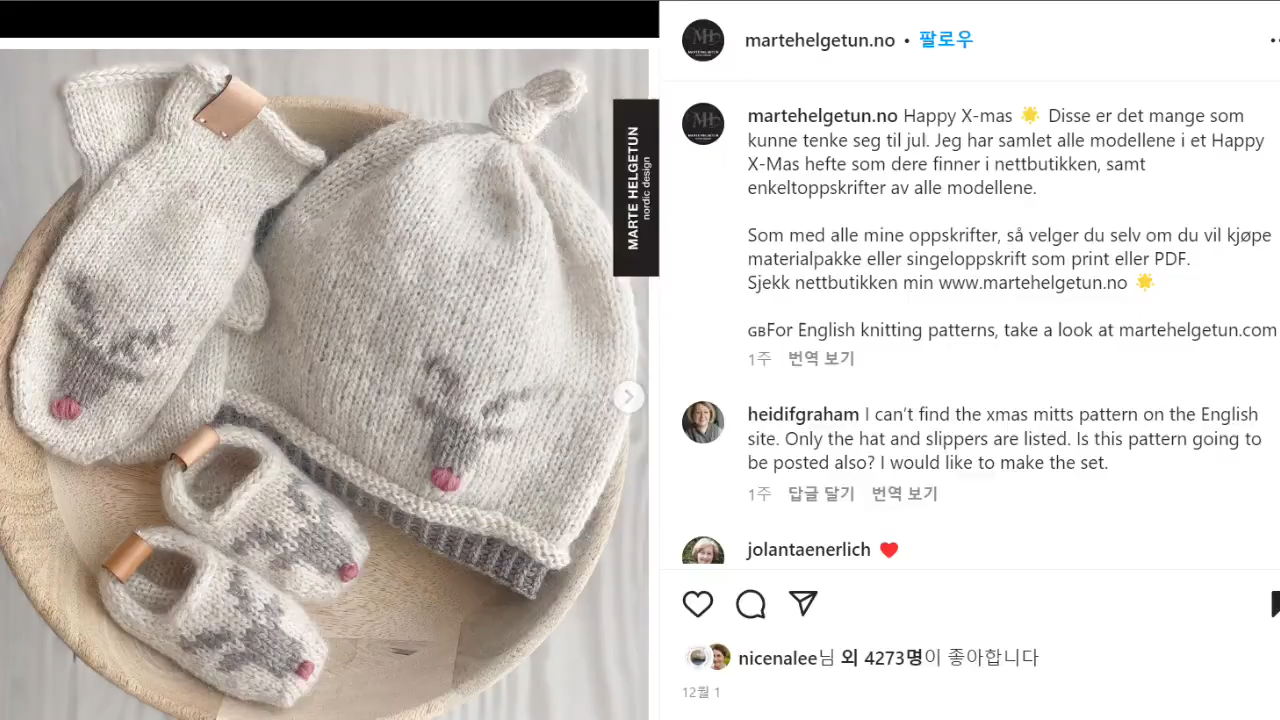 MARTE HELGETUN
nordic design
martehelgetun.no • 팔로우
martehelgetun.no Happy X-mas 🌟 Disse er det mange som
kunne tenke seg til jul. Jeg har samlet alle modellene i et Happy
X-Mas hefte som dere finner i nettbutikken, samt
enkeltoppskrifter av alle modellene.
Som med alle mine oppskrifter, så velger du selv om du vil kjøpe
materialpakke eller singeloppskrift som print eller PDF.
Sjekk nettbutikken min www.martehelgetun.no 🌟
GBFor English knitting patterns, take a look at martehelgetun.com
1주 번역 보기
heidifgraham I can’t find the xmas mitts pattern on the English
site. Only the hat and slippers are listed. Is this pattern going to
be posted also? I would like to make the set.
1주 답글 달기 번역 보기
jolantaenerlich ❤️
nicenalee님 외 4273명이 좋아합니다
12월 1